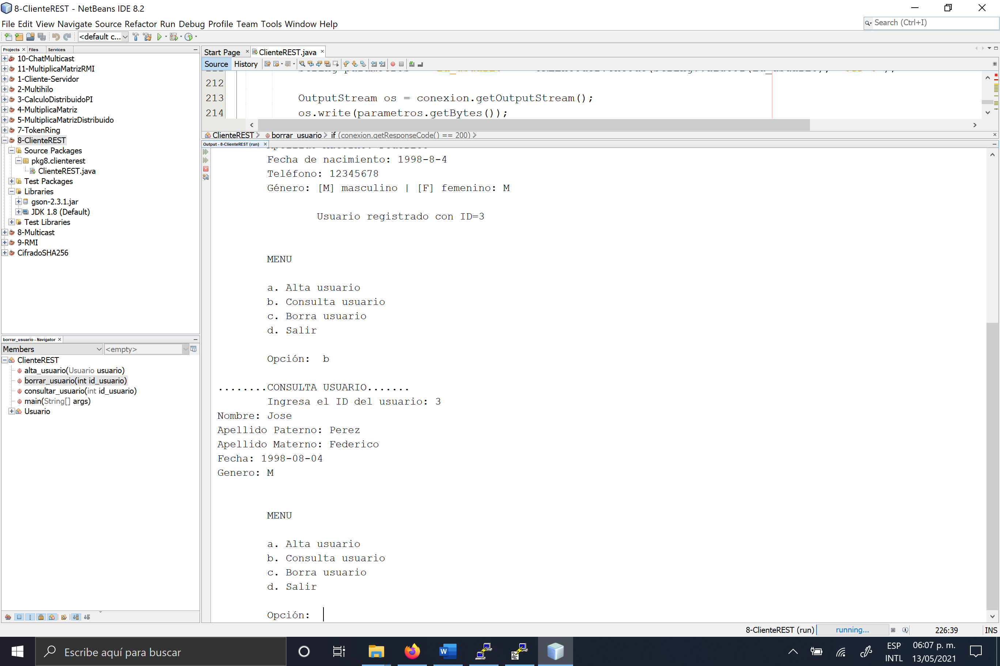 8-ClienteREST - NetBeans IDE 8.2
File Edit View Navigate Source Refactor Run Debug Profile Team Tools Window Help
Search (Ctrl+I)
<default c...
Projects Files Services
10-ChatMulticast
11-MultiplicaMatrizRMI
1-Cliente-Servidor
2-Multihilo
3-CalculoDistribuidoPI
4-MultiplicaMatriz
5-MultiplicaMatrizDistribuido
7-TokenRing
8-ClienteREST
Source Packages
pkg8.clienterest
ClienteREST.java
Test Packages
Libraries
gson-2.3.1.jar
JDK 1.8 (Default)
Test Libraries
8-Multicast
9-RMI
CifradoSHA256
borrar_usuario - Navigator
Members <empty>
ClienteREST
alta_usuario(Usuario usuario)
borrar_usuario(int id_usuario)
consultar_usuario(int id_usuario)
main(String[] args)
Usuario
Start Page ClienteREST.java
Source History
212
213 OutputStream os = conexion.getOutputStream();
214 os.write(parametros.getBytes());
ClienteREST borrar_usuario if (conexion.getResponseCode() == 200)
Output - 8-ClienteREST (run)
Fecha de nacimiento: 1998-8-4
Teléfono: 12345678
Género: [M] masculino | [F] femenino: M
Usuario registrado con ID=3
MENU
a. Alta usuario
b. Consulta usuario
c. Borra usuario
d. Salir
Opción: b
........CONSULTA USUARIO.......
Ingresa el ID del usuario: 3
Nombre: Jose
Apellido Paterno: Perez
Apellido Materno: Federico
Fecha: 1998-08-04
Genero: M
MENU
a. Alta usuario
b. Consulta usuario
c. Borra usuario
d. Salir
Opción:
8-ClienteREST (run) running... 226:39 INS
Escribe aquí para buscar
ESP
INTL
06:07 p. m.
13/05/2021